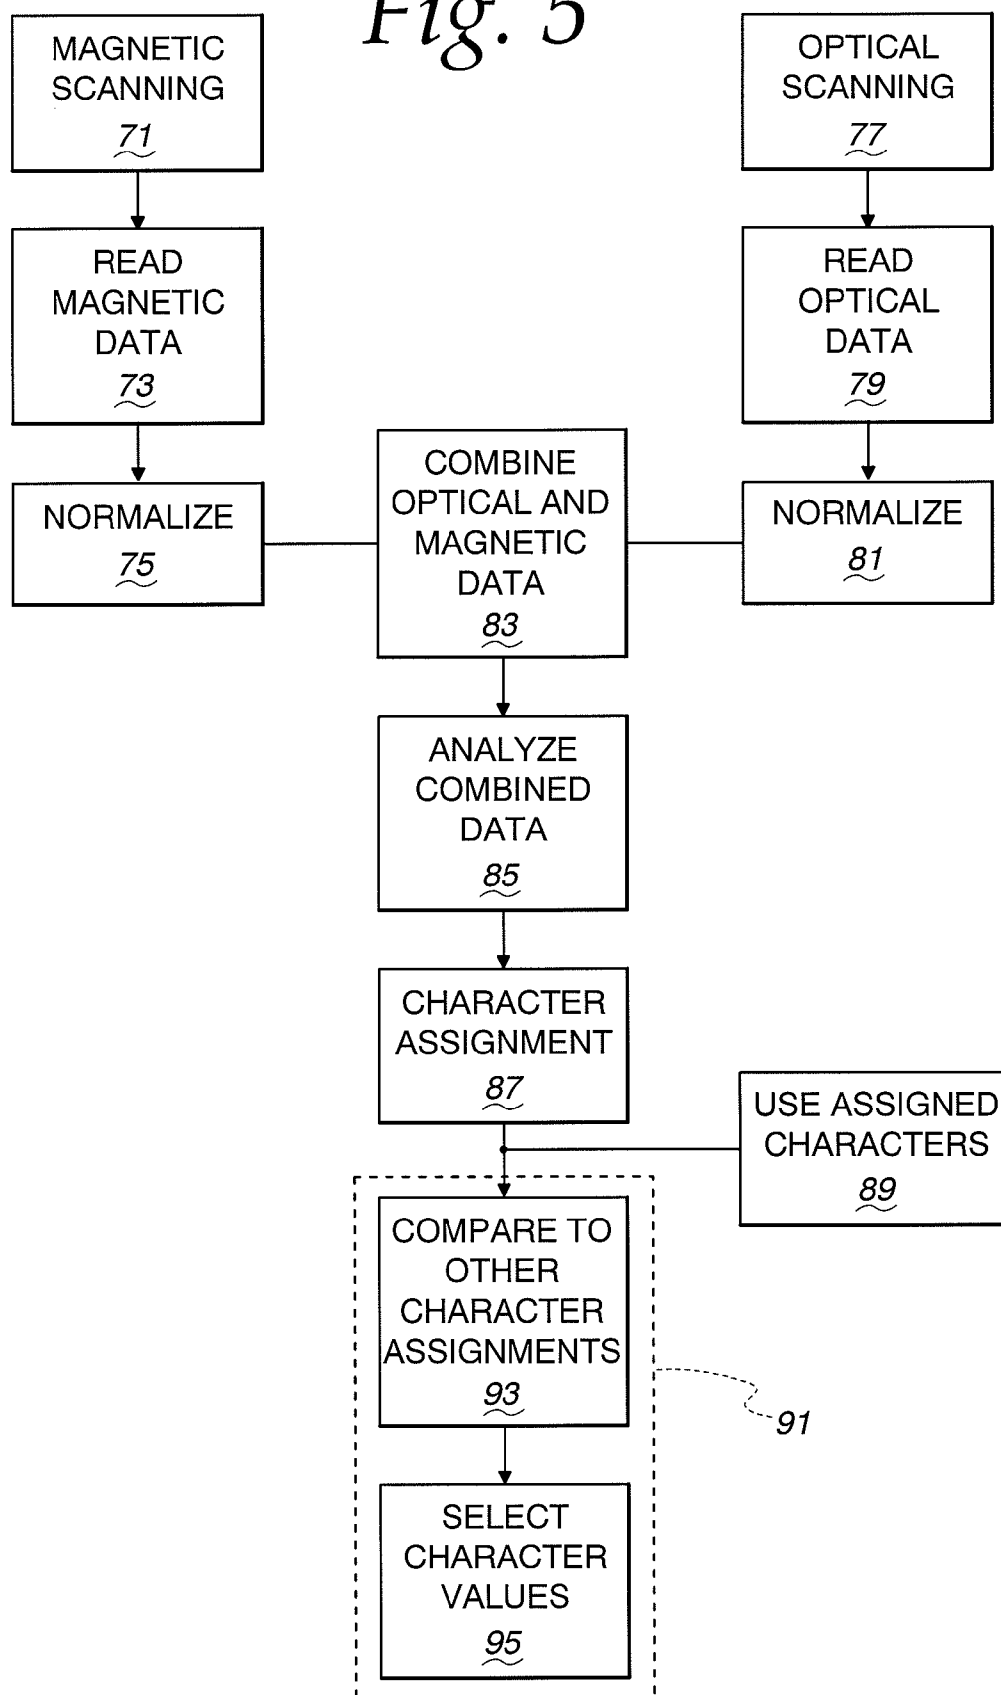 Fig. 5
MAGNETIC
SCANNING
71
OPTICAL
SCANNING
77
READ
MAGNETIC
DATA
73
READ
OPTICAL
DATA
79
NORMALIZE
75
COMBINE
OPTICAL AND
MAGNETIC
DATA
83
NORMALIZE
81
ANALYZE
COMBINED
DATA
85
CHARACTER
ASSIGNMENT
87
USE ASSIGNED
CHARACTERS
89
COMPARE TO
OTHER
CHARACTER
ASSIGNMENTS
93
91
SELECT
CHARACTER
VALUES
95